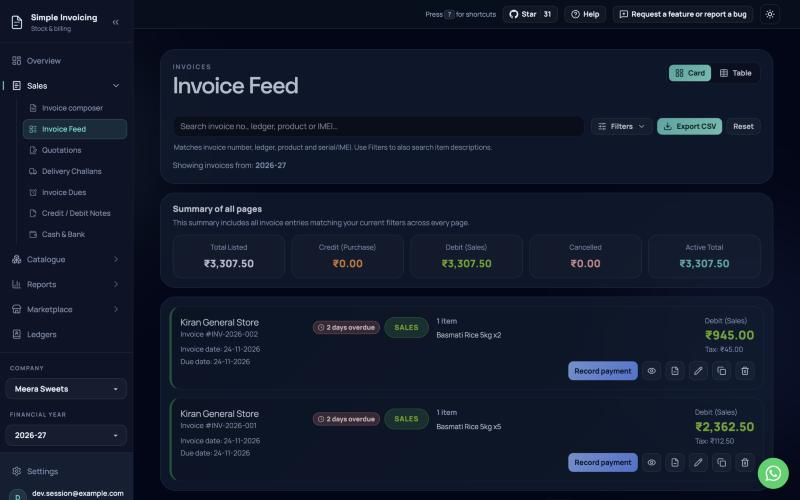 Simple Invoicing
Stock & billing
Overview
Sales
Invoice composer
Invoice Feed
Quotations
Delivery Challans
Invoice Dues
Credit / Debit Notes
Cash & Bank
Catalogue
Reports
Marketplace
Ledgers
COMPANY
Meera Sweets
FINANCIAL YEAR
2026-27
Settings
D
dev.session@example.com
Press ? for shortcuts
Star 31
Help
Request a feature or report a bug
INVOICES
Invoice Feed
Card
Table
Search invoice no., ledger, product or IMEI...
Filters
Export CSV
Reset
Matches invoice number, ledger, product and serial/IMEI. Use Filters to also search item descriptions.
Showing invoices from: 2026-27
Summary of all pages
This summary includes all invoice entries matching your current filters across every page.
Total Listed
₹3,307.50
Credit (Purchase)
₹0.00
Debit (Sales)
₹3,307.50
Cancelled
₹0.00
Active Total
₹3,307.50
Kiran General Store
Invoice #INV-2026-002
Invoice date: 24-11-2026
Due date: 24-11-2026
2 days overdue
SALES
1 item
Basmati Rice 5kg x2
Debit (Sales)
₹945.00
Tax: ₹45.00
Record payment
Kiran General Store
Invoice #INV-2026-001
Invoice date: 24-11-2026
Due date: 24-11-2026
2 days overdue
SALES
1 item
Basmati Rice 5kg x5
Debit (Sales)
₹2,362.50
Tax: ₹112.50
Record payment